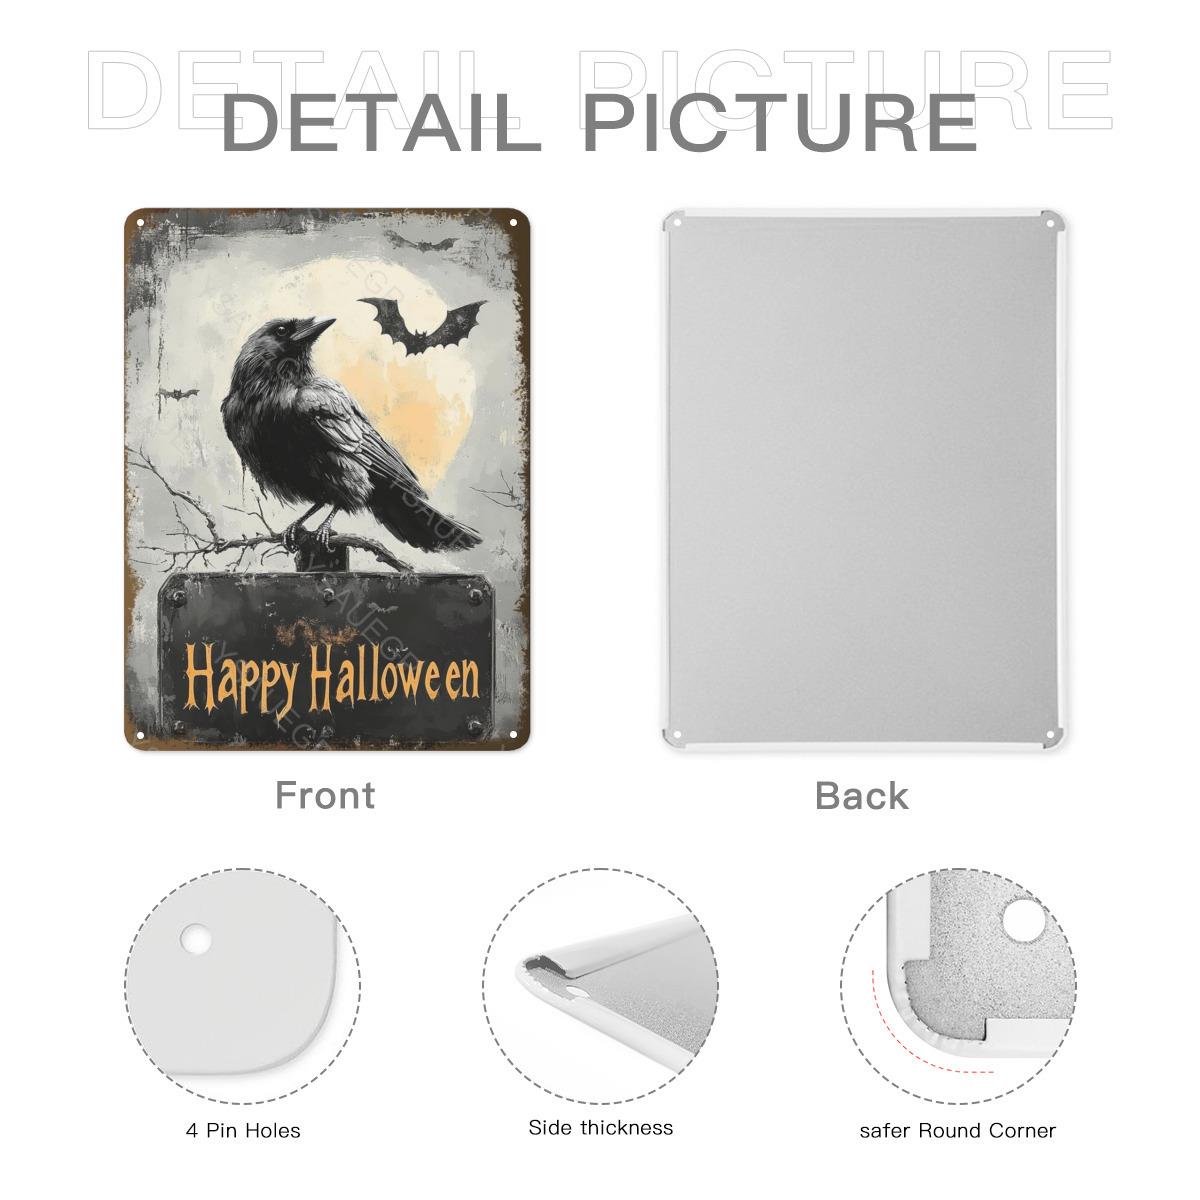 DETAIL PICTURE
DETAIL PICTURE
Happy Halloween
Front
Back
4 Pin Holes
Side thickness
safer Round Corner